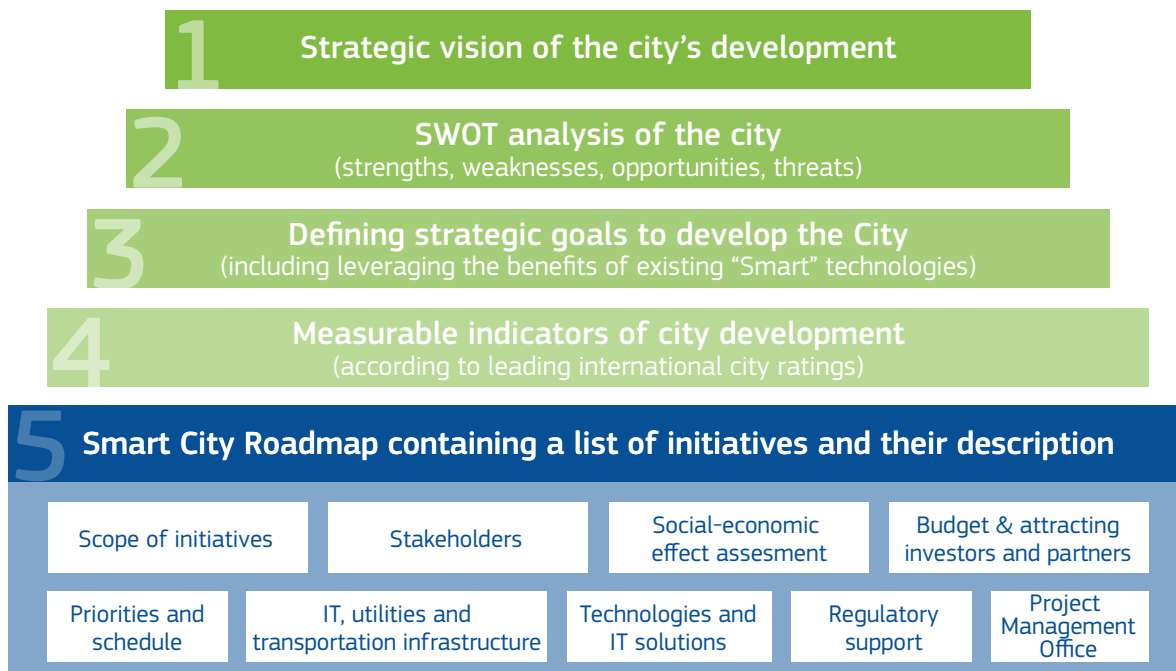 1
Strategic vision of the city's development
2
SWOT analysis of the city
(strengths, weaknesses, opportunities, threats)
3
Defining strategic goals to develop the City
(including leveraging the benefits of existing “Smart” technologies)
4
Measurable indicators of city development
(according to leading international city ratings)
5
Smart City Roadmap containing a list of initiatives and their description
Scope of initiatives
Stakeholders
Social-economic
effect assesment
Budget & attracting
investors and partners
Priorities and
schedule
IT, utilities and
transportation infrastructure
Technologies and
IT solutions
Regulatory
support
Project
Management
Office